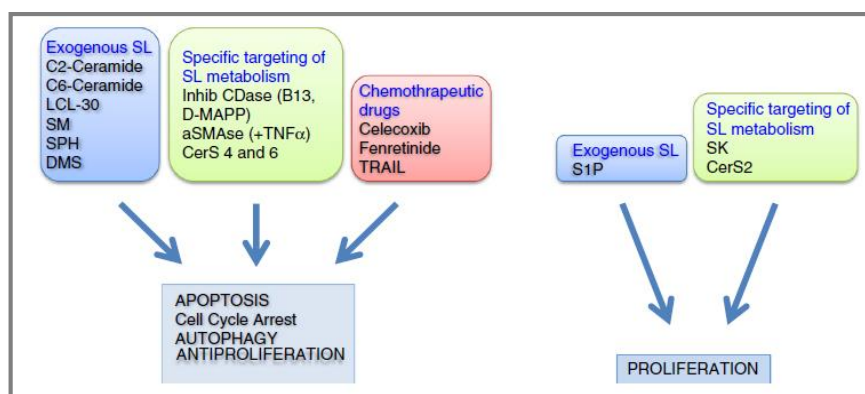 Exogenous SL
C2-Ceramide
C6-Ceramide
LCL-30
SM
SPH
DMS
Specific targeting of
SL metabolism
Inhib CDase (B13,
D-MAPP)
aSMAse (+TNFα)
CerS 4 and 6
Chemothrapeutic
drugs
Celecoxib
Fenretinide
TRAIL
Exogenous SL
S1P
Specific targeting of
SL metabolism
SK
CerS2
APOPTOSIS
Cell Cycle Arrest
AUTOPHAGY
ANTIPROLIFERATION
PROLIFERATION